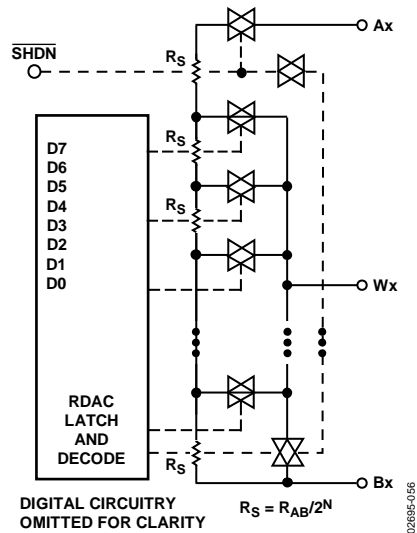 Ax
SHDN
RS
RS
D7
D6
D5
RS
D4
D3
D2
D1
D0
Wx
RDAC
LATCH
AND
DECODE
RS
Bx
DIGITAL CIRCUITRY
OMITTED FOR CLARITY
RS = RAB/2N
02695-056